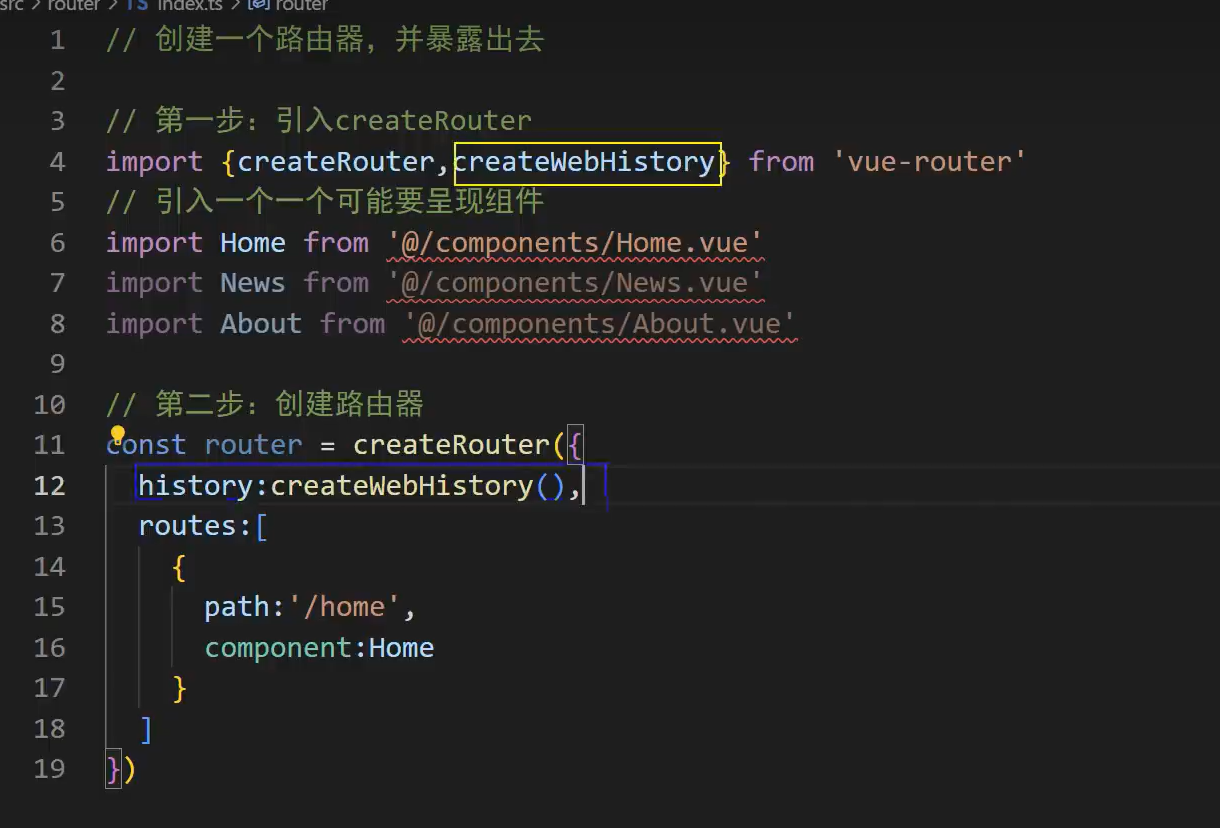 src > router > TS index.ts > router
1 // 创建一个路由器，并暴露出去
2
3 // 第一步：引入createRouter
4 import {createRouter,createWebHistory} from 'vue-router'
5 // 引入一个一个可能要呈现组件
6 import Home from '@/components/Home.vue'
7 import News from '@/components/News.vue'
8 import About from '@/components/About.vue'
9
10 // 第二步：创建路由器
11 const router = createRouter({
12 history:createWebHistory(),
13 routes:[
14 {
15 path:'/home',
16 component:Home
17 }
18 ]
19 })